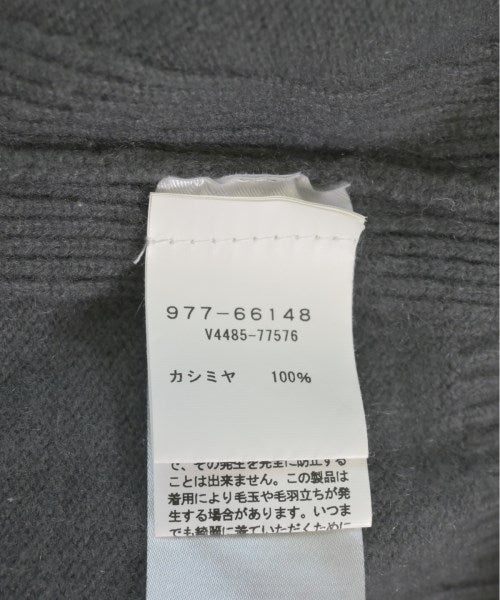 977-66148
V4485-77576
カシミヤ 100%
で、その発生を完全に防止する
ことは出来ません。この製品は
着用により毛玉や毛羽立ちが発
生する場合があります。いつま
でも綺麗に着ていただくために